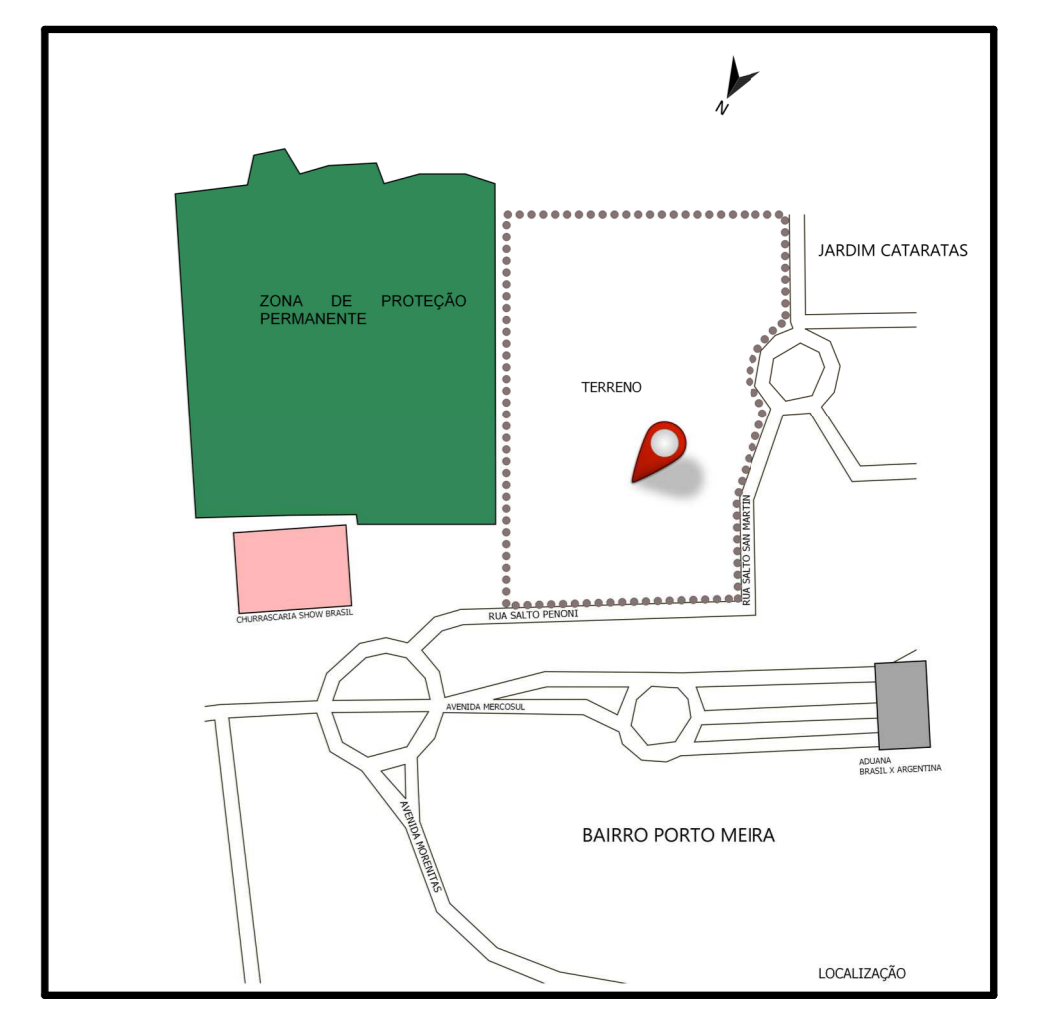 N
JARDIM CATARATAS
ZONA DE PROTEÇÃO
PERMANENTE
TERRENO
RUA SALTO SAN MARTIN
CHURRASCARIA SHOW BRASIL
RUA SALTO PENONI
AVENIDA MERCOSUL
ADUANA
BRASIL X ARGENTINA
AVENIDA MORENITAS
BAIRRO PORTO MEIRA
LOCALIZAÇÃO